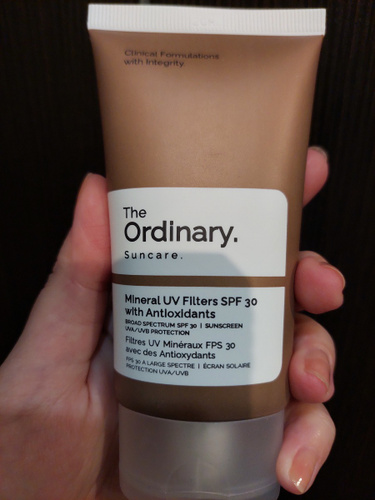 Clinical Formulations
with Integrity.
The
Ordinary.
Suncare.
Mineral UV Filters SPF 30
with Antioxidants
BROAD SPECTRUM SPF 30 | SUNSCREEN
UVA/UVB PROTECTION
Filtres UV Minéraux FPS 30
avec des Antioxydants
FPS 30 À LARGE SPECTRE | ÉCRAN SOLAIRE
PROTECTION UVA/UVB